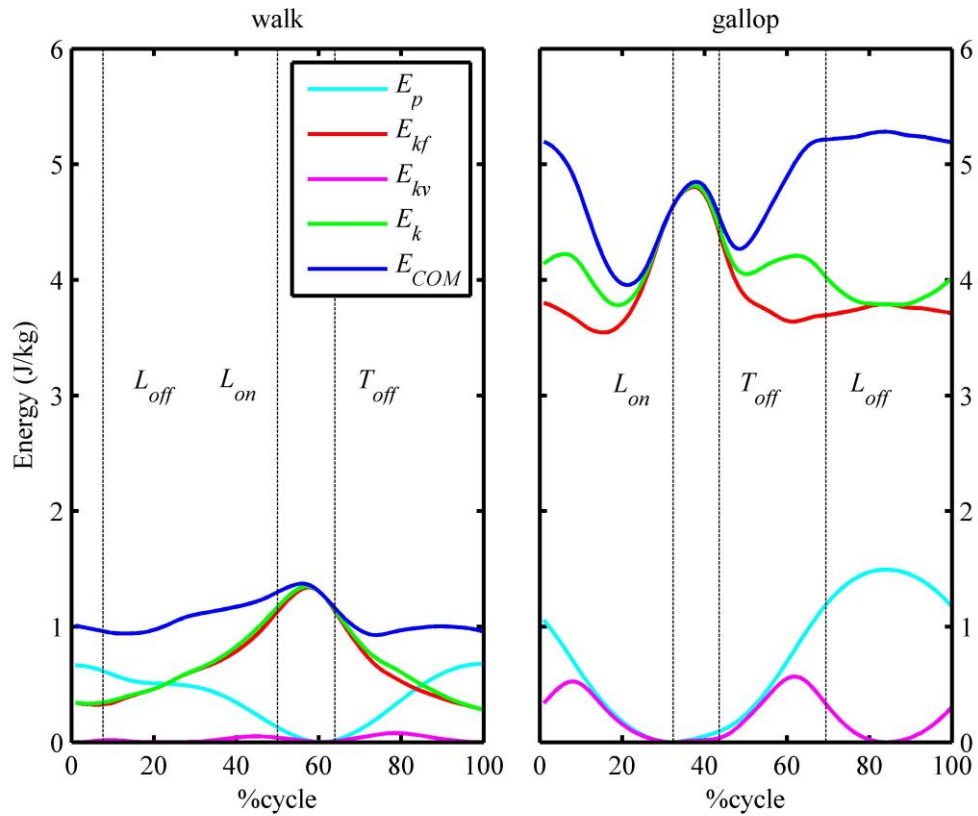 walk
gallop
6
5
4
3
2
1
0
Energy (J/kg)
E_p
E_kf
E_kv
E_k
E_COM
L_off
L_on
T_off
L_on
T_off
L_off
6
5
4
3
2
1
0
0 20 40 60 80 100
0 20 40 60 80 100
%cycle
%cycle